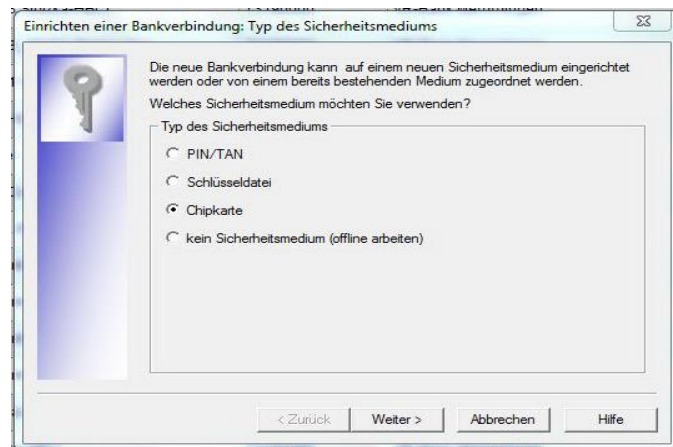 Einrichten einer Bankverbindung: Typ des Sicherheitsmediums
Die neue Bankverbindung kann auf einem neuen Sicherheitsmedium eingerichtet
werden oder von einem bereits bestehenden Medium zugeordnet werden.
Welches Sicherheitsmedium möchten Sie verwenden?
Typ des Sicherheitsmediums
PIN/TAN
Schlüsseldatei
Chipkarte
kein Sicherheitsmedium (offline arbeiten)
< Zurück
Weiter >
Abbrechen
Hilfe